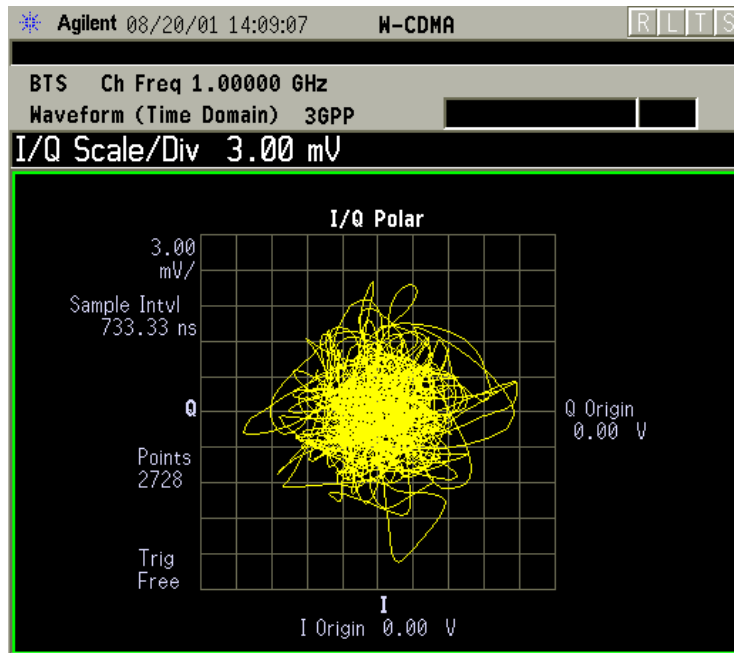 Agilent 08/20/01 14:09:07 W-CDMA R L T S
BTS Ch Freq 1.00000 GHz
Waveform (Time Domain) 3GPP
I/Q Scale/Div 3.00 mV
I/Q Polar
3.00
mV/
Sample Intvl
733.33 ns
Q
Q Origin
0.00 V
Points
2728
Trig
Free
I
I Origin 0.00 V